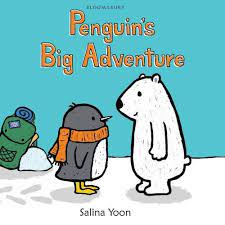 BLOOMSBURY
Penguin's
Big Adventure
Salina Yoon